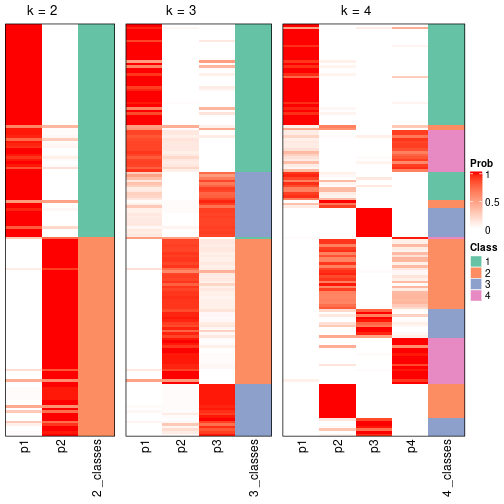 k = 2
k = 3
k = 4
Prob
1
0.5
0
Class
1
2
3
4
p1
p2
2_classes
p1
p2
p3
3_classes
p1
p2
p3
p4
4_classes